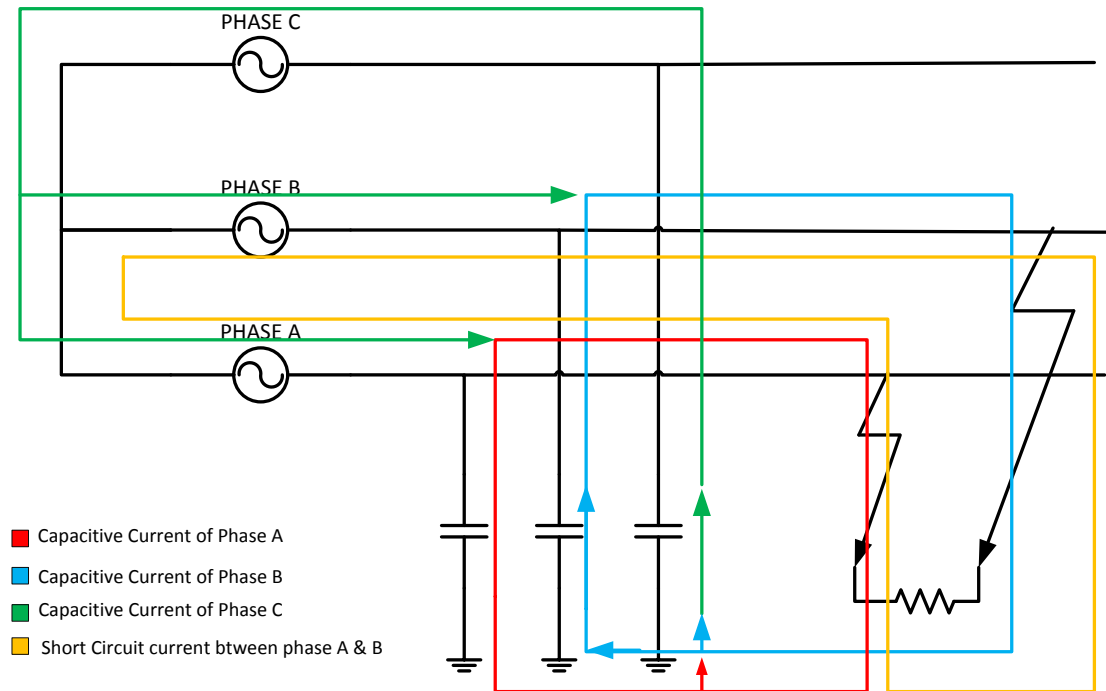 PHASE C
PHASE B
PHASE A
Capacitive Current of Phase A
Capacitive Current of Phase B
Capacitive Current of Phase C
Short Circuit current btween phase A & B